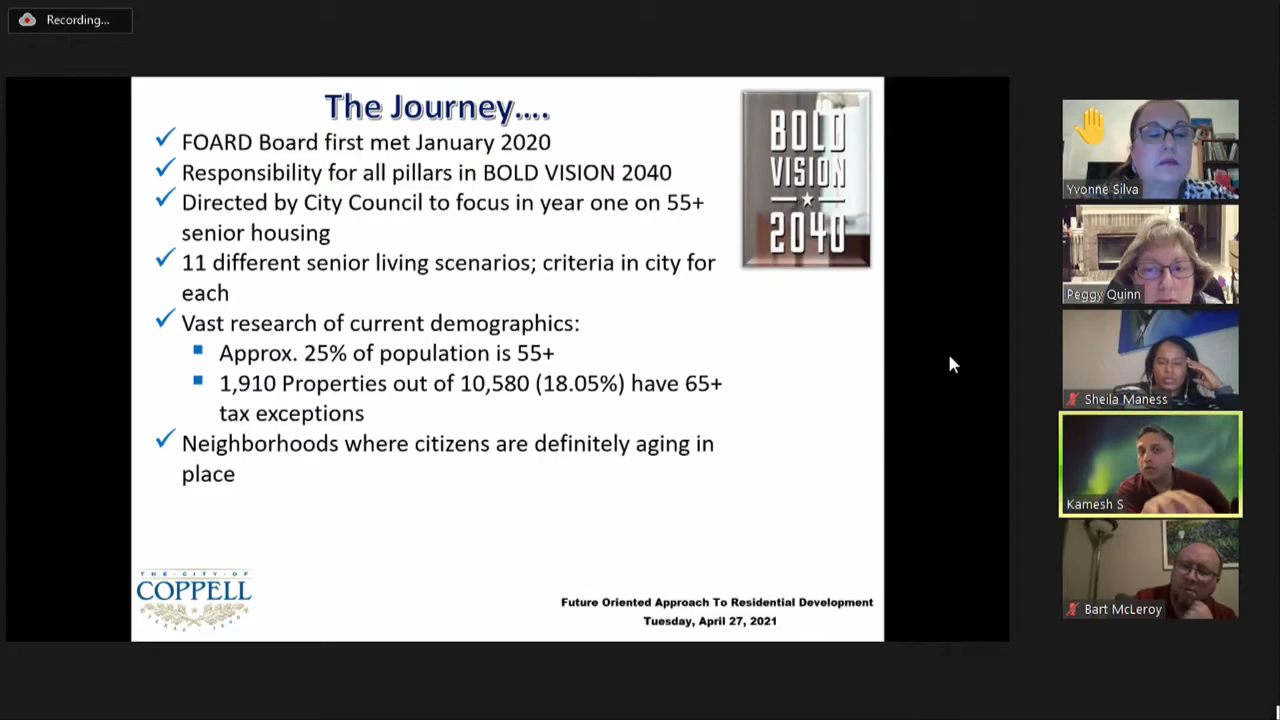 Recording...
The Journey....
FOARD Board first met January 2020
Responsibility for all pillars in BOLD VISION 2040
Directed by City Council to focus in year one on 55+
senior housing
11 different senior living scenarios; criteria in city for
each
Vast research of current demographics:
Approx. 25% of population is 55+
1,910 Properties out of 10,580 (18.05%) have 65+
tax exceptions
Neighborhoods where citizens are definitely aging in
place
BOLD
VISION
2040
THE CITY OF
COPPELL
Future Oriented Approach To Residential Development
Tuesday, April 27, 2021
Yvonne Silva
Peggy Quinn
Sheila Maness
Kamesh S
Bart McLeroy